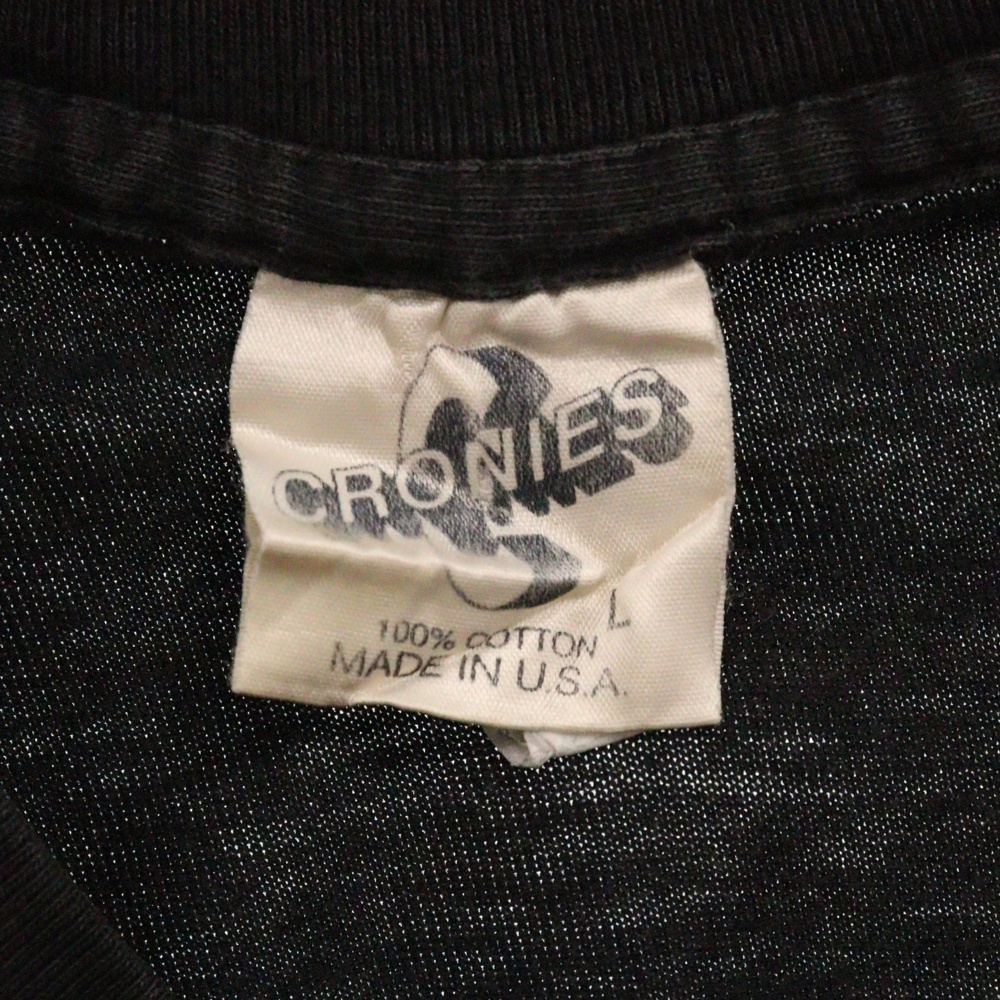 CRONIES
L
100% COTTON
MADE IN U.S.A.